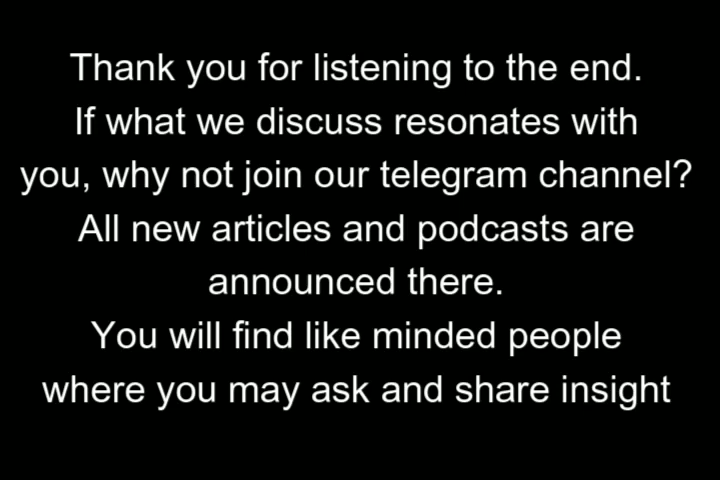 Thank you for listening to the end.
If what we discuss resonates with
you, why not join our telegram channel?
All new articles and podcasts are
announced there.
You will find like minded people
where you may ask and share insight